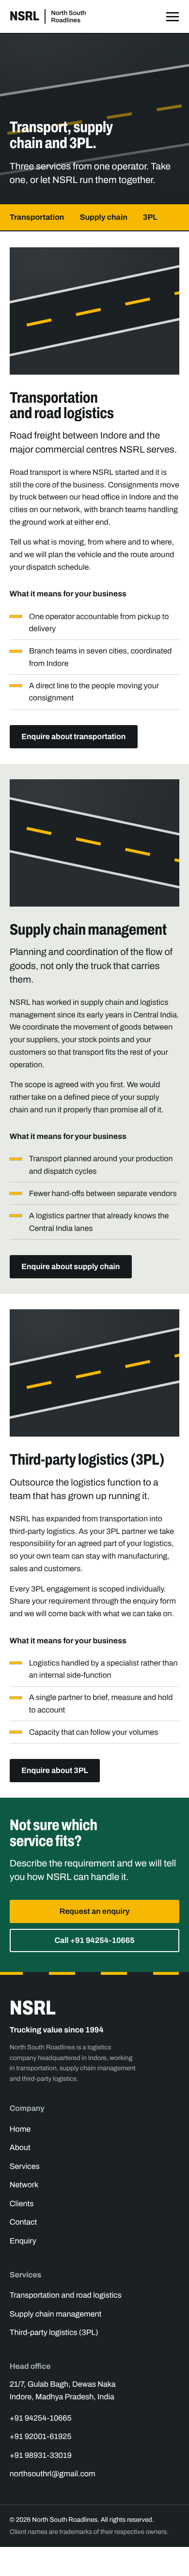 NSRL
North South
Roadlines
Transport, supply
chain and 3PL.
Three services from one operator. Take
one, or let NSRL run them together.
Transportation
Supply chain
3PL
Transportation
and road logistics
Road freight between Indore and the
major commercial centres NSRL serves.
Road transport is where NSRL started and it is
still the core of the business. Consignments move
by truck between our head office in Indore and the
cities on our network, with branch teams handling
the ground work at either end.
Tell us what is moving, from where and to where,
and we will plan the vehicle and the route around
your dispatch schedule.
What it means for your business
One operator accountable from pickup to
delivery
Branch teams in seven cities, coordinated
from Indore
A direct line to the people moving your
consignment
Enquire about transportation
Supply chain management
Planning and coordination of the flow of
goods, not only the truck that carries
them.
NSRL has worked in supply chain and logistics
management since its early years in Central India.
We coordinate the movement of goods between
your suppliers, your stock points and your
customers so that transport fits the rest of your
operation.
The scope is agreed with you first. We would
rather take on a defined piece of your supply
chain and run it properly than promise all of it.
What it means for your business
Transport planned around your production
and dispatch cycles
Fewer hand-offs between separate vendors
A logistics partner that already knows the
Central India lanes
Enquire about supply chain
Third-party logistics (3PL)
Outsource the logistics function to a
team that has grown up running it.
NSRL has expanded from transportation into
third-party logistics. As your 3PL partner we take
responsibility for an agreed part of your logistics,
so your own team can stay with manufacturing,
sales and customers.
Every 3PL engagement is scoped individually.
Share your requirement through the enquiry form
and we will come back with what we can take on.
What it means for your business
Logistics handled by a specialist rather than
an internal side-function
A single partner to brief, measure and hold
to account
Capacity that can follow your volumes
Enquire about 3PL
Not sure which
service fits?
Describe the requirement and we will tell
you how NSRL can handle it.
Request an enquiry
Call +91 94254-10665
NSRL
Trucking value since 1994
North South Roadlines is a logistics
company headquartered in Indore, working
in transportation, supply chain management
and third-party logistics.
Company
Home
About
Services
Network
Clients
Contact
Enquiry
Services
Transportation and road logistics
Supply chain management
Third-party logistics (3PL)
Head office
21/7, Gulab Bagh, Dewas Naka
Indore, Madhya Pradesh, India
+91 94254-10665
+91 92001-61925
+91 98931-33019
northsouthrl@gmail.com
© 2026 North South Roadlines. All rights reserved.
Client names are trademarks of their respective owners.